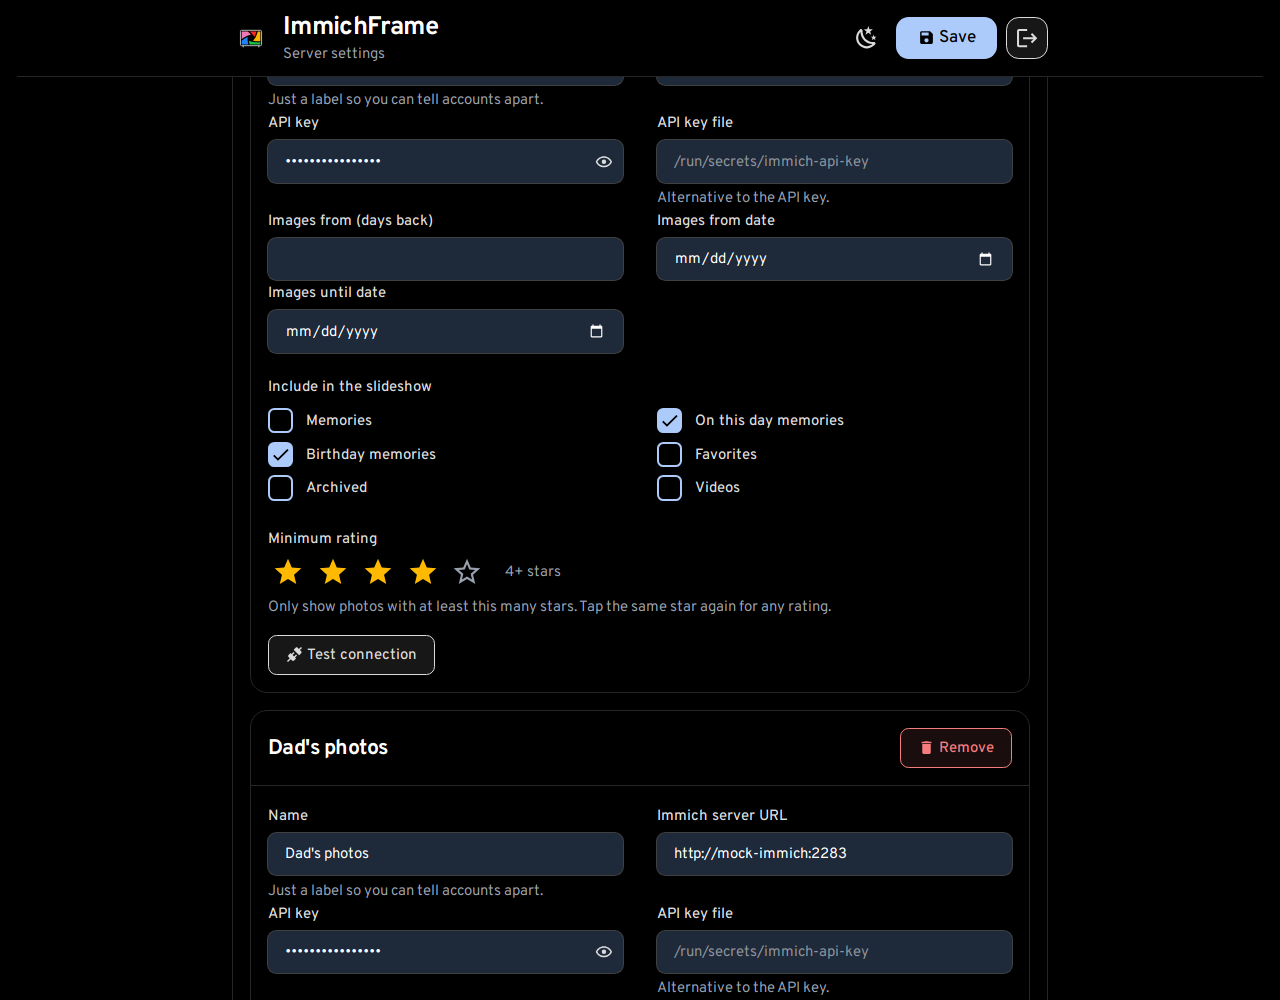 ImmichFrame
Server settings
Save
Just a label so you can tell accounts apart.
API key
API key file
••••••••••••••••
/run/secrets/immich-api-key
Alternative to the API key.
Images from (days back)
Images from date
mm/dd/yyyy
Images until date
mm/dd/yyyy
Include in the slideshow
Memories
On this day memories
Birthday memories
Favorites
Archived
Videos
Minimum rating
4+ stars
Only show photos with at least this many stars. Tap the same star again for any rating.
Test connection
Dad's photos
Remove
Name
Immich server URL
Dad's photos
http://mock-immich:2283
Just a label so you can tell accounts apart.
API key
API key file
••••••••••••••••
/run/secrets/immich-api-key
Alternative to the API key.